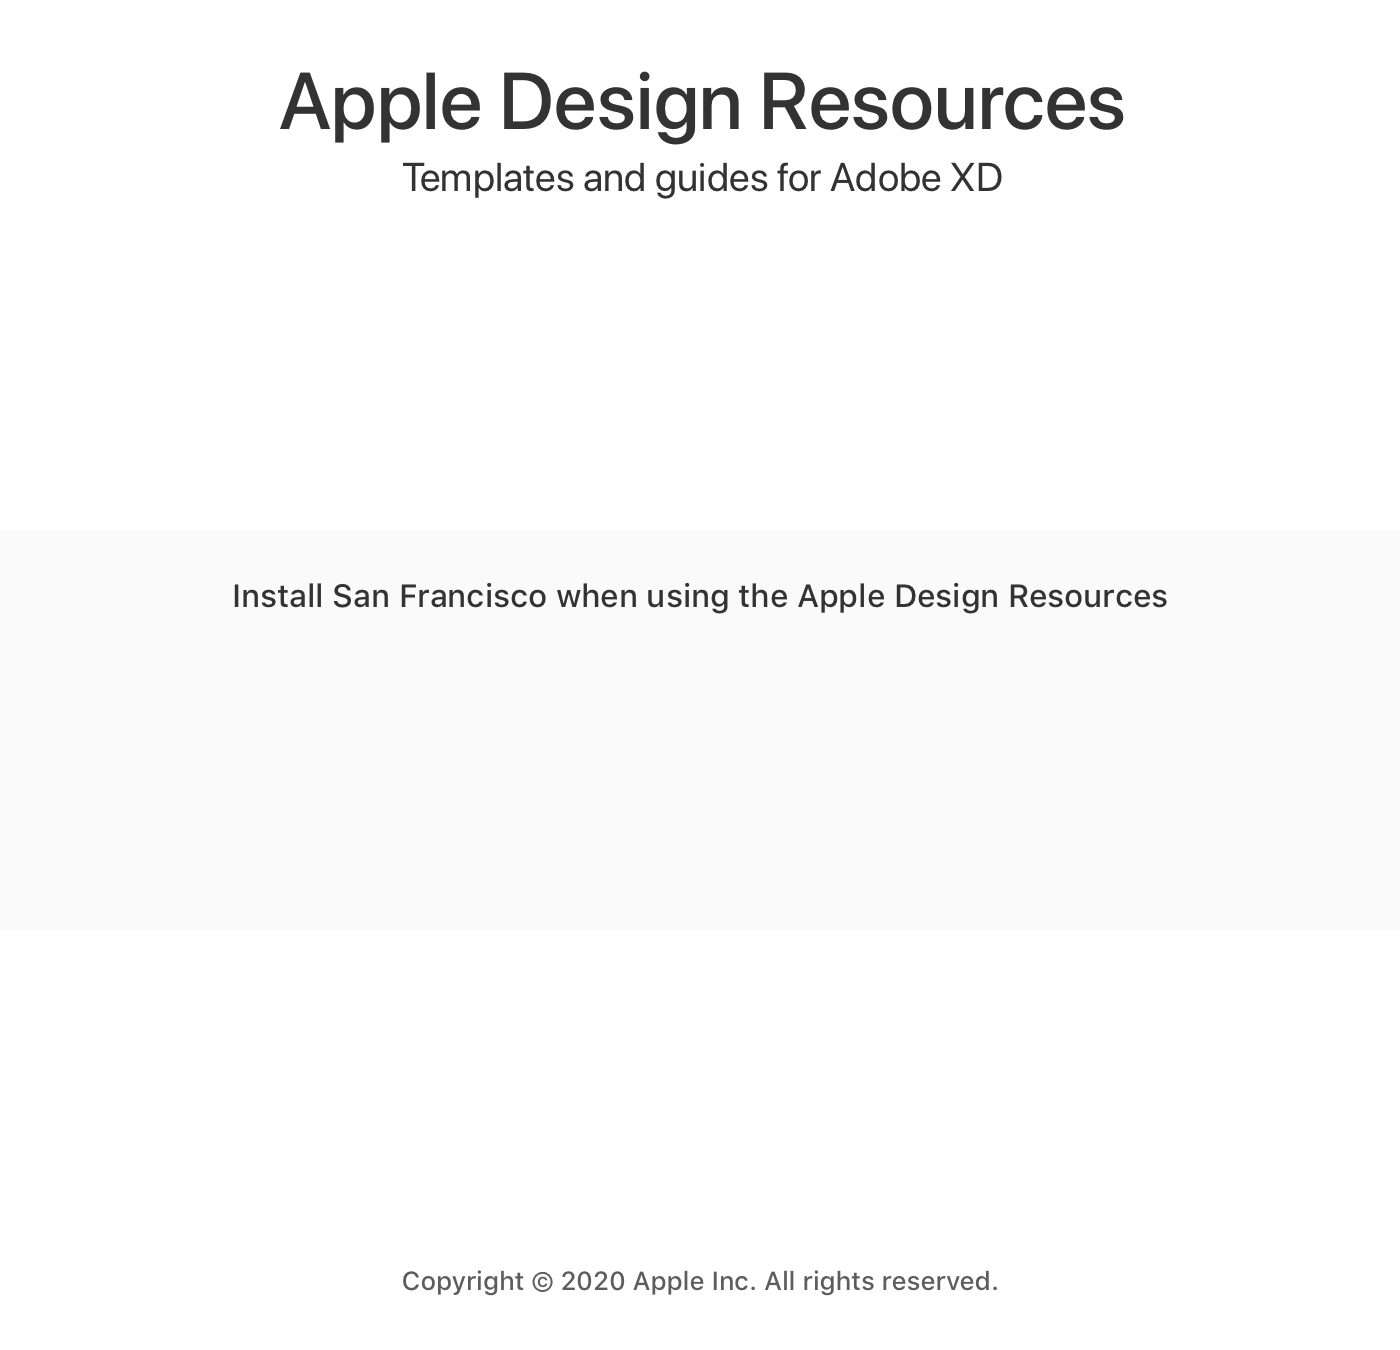 Apple Design Resources
Templates and guides for Adobe XD
Install San Francisco when using the Apple Design Resources
Copyright © 2020 Apple Inc. All rights reserved.